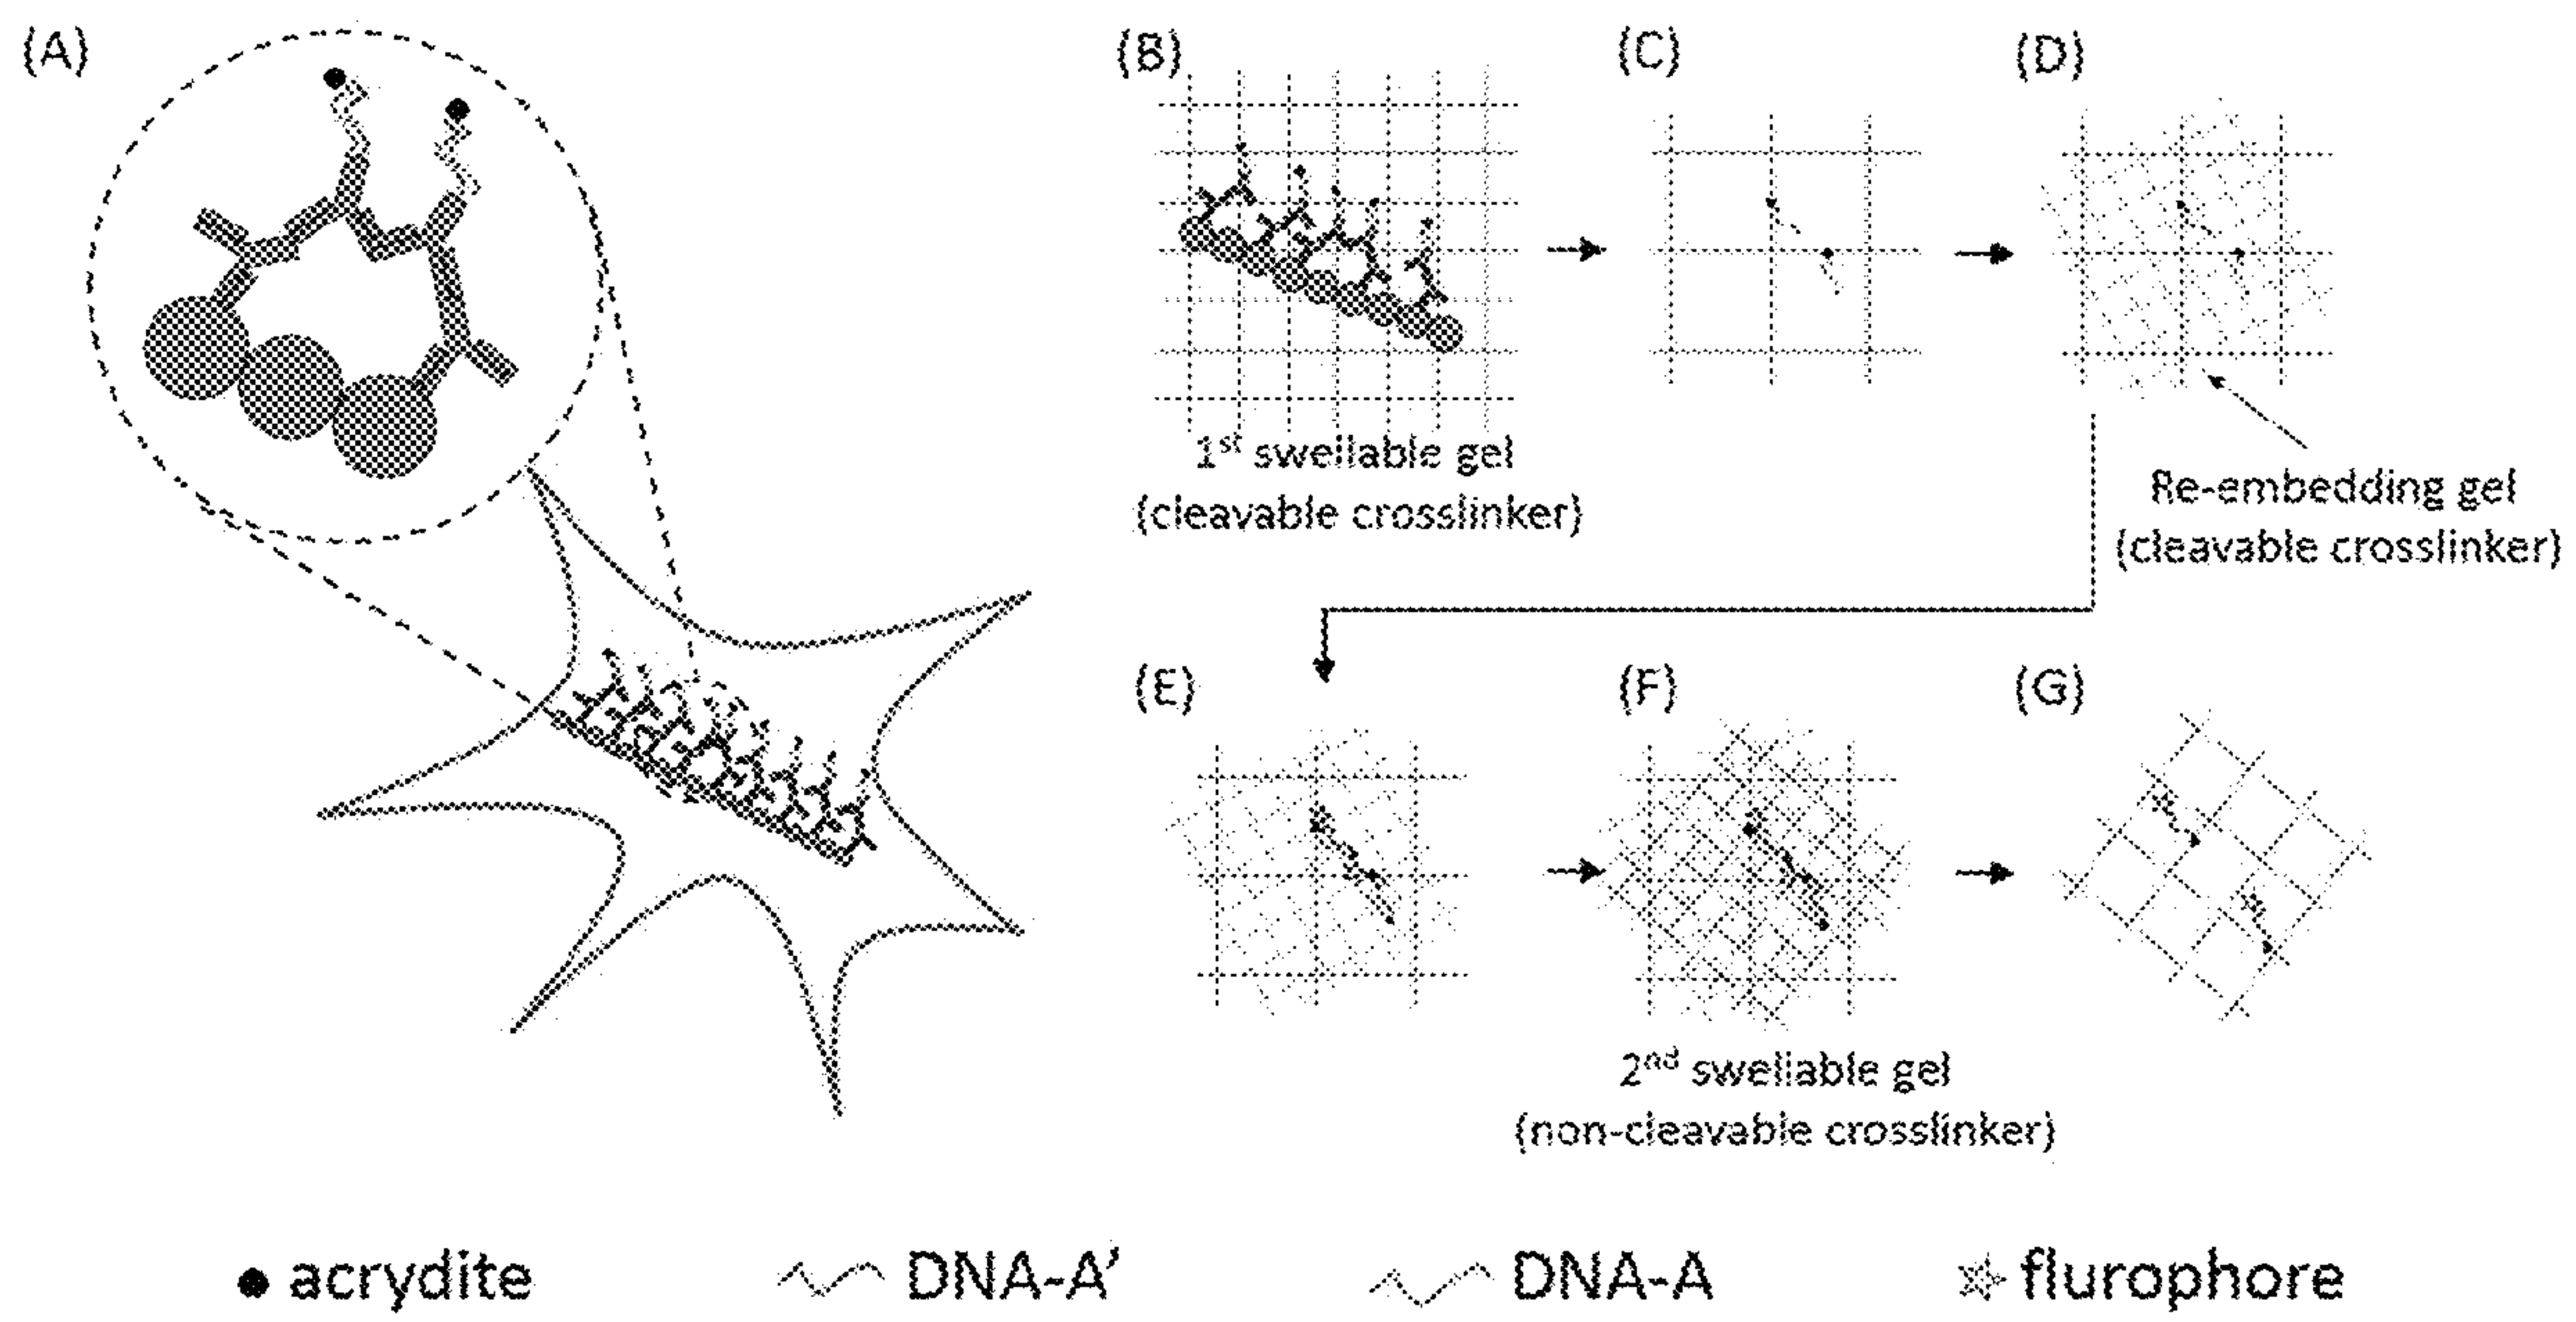 (A)
(B)
(C)
(D)
1st swellable gel
(cleavable crosslinker)
Re-embedding gel
(cleavable crosslinker)
(E)
(F)
(G)
2nd swellable gel
(non-cleavable crosslinker)
acrydite
DNA-A’
DNA-A
flurophore